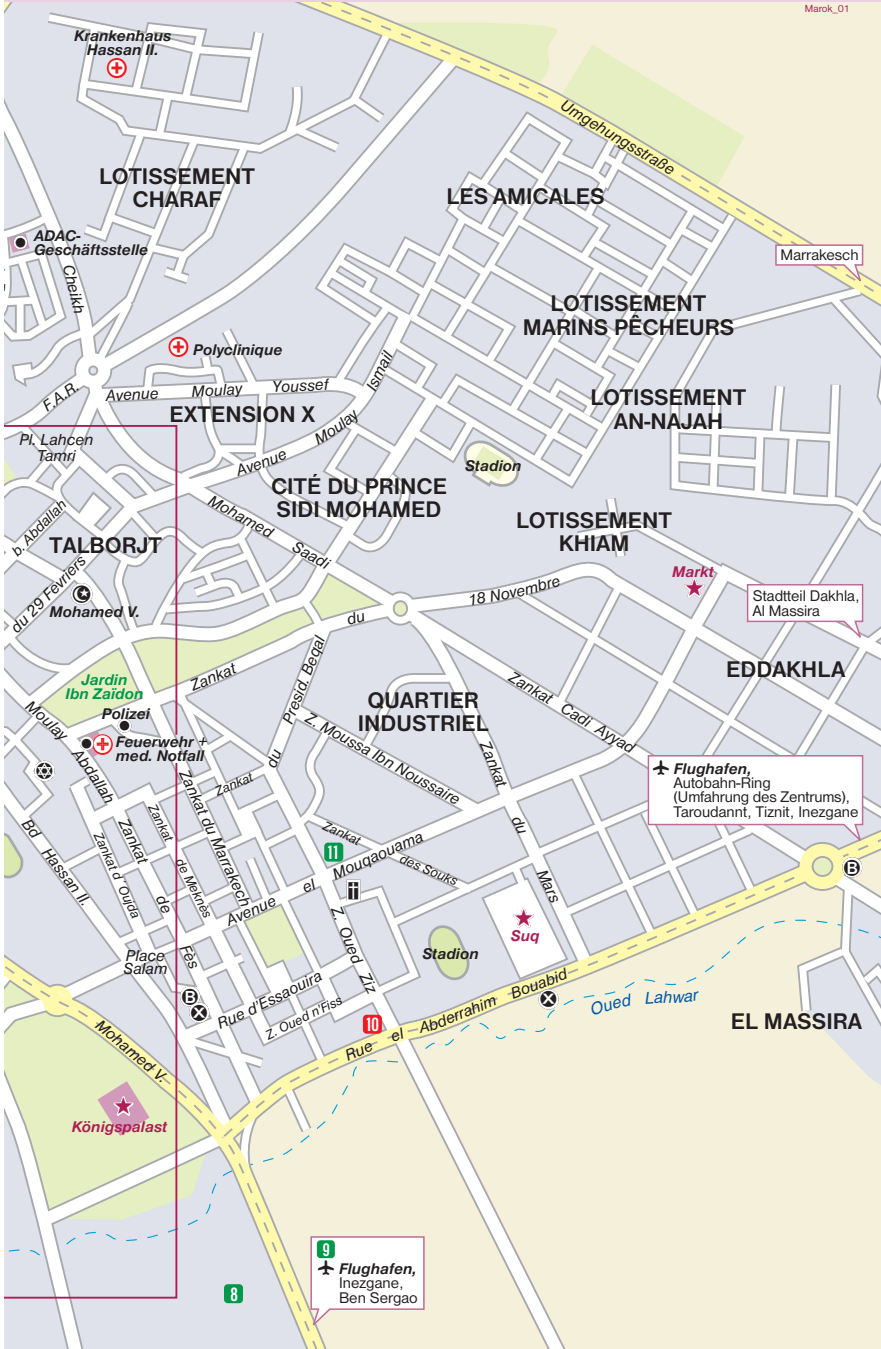 Marok_01
Krankenhaus
Hassan II.
Umgehungsstraße
LOTISSEMENT
CHARAF
LES AMICALES
ADAC-
Geschäftsstelle
Cheikh
Marrakesch
LOTISSEMENT
MARINS PÊCHEURS
Polyclinique
F.A.R.
Avenue Moulay Youssef
Avenue Moulay Ismail
EXTENSION X
LOTISSEMENT
AN-NAJAH
Pl. Lahcen
Tamri
Stadion
CITÉ DU PRINCE
SIDI MOHAMED
Mohamed Saadi
LOTISSEMENT
KHIAM
b. Abdallah
TALBORJT
du 29 Fevriers
Mohamed V.
Markt
Zankat du 18 Novembre
Stadtteil Dakhla,
Al Massira
EDDAKHLA
Jardin
Ibn Zaïdon
Polizei
Feuerwehr +
med. Notfall
Moulay Abdallah
du Presid. Beqal
QUARTIER
INDUSTRIEL
Zankat Cadi Ayyad
Z. Moussa Ibn Noussaire
Zankat du Mars
Flughafen,
Autobahn-Ring
(Umfahrung des Zentrums),
Taroudannt, Tiznit, Inezgane
Zankat
Zankat du Marrakech
Zankat de Meknès
Zankat de Fès
Zankat d' Oujda
Bd Hassan II.
Zankat des Souks
11
Avenue el Mouqaouama
B
Suq
Stadion
Z. Oued Ziz
Place
Salam
B
Rue d'Essaouira
Z. Oued n'Fiss
10
Rue el Abderrahim Bouabid
Oued Lahwar
EL MASSIRA
Mohamed V.
Königspalast
9
Flughafen,
Inezgane,
Ben Sergao
8